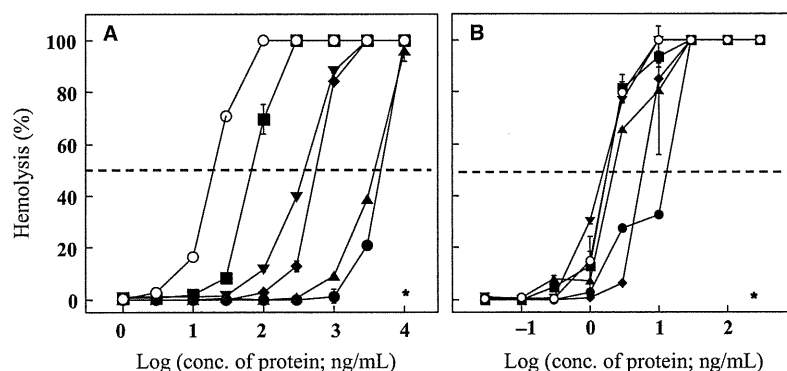 A
B
100
80
60
40
20
0
Hemolysis (%)
0 1 2 3 4
−1 0 1 2
*
*
Log (conc. of protein; ng/mL)
Log (conc. of protein; ng/mL)